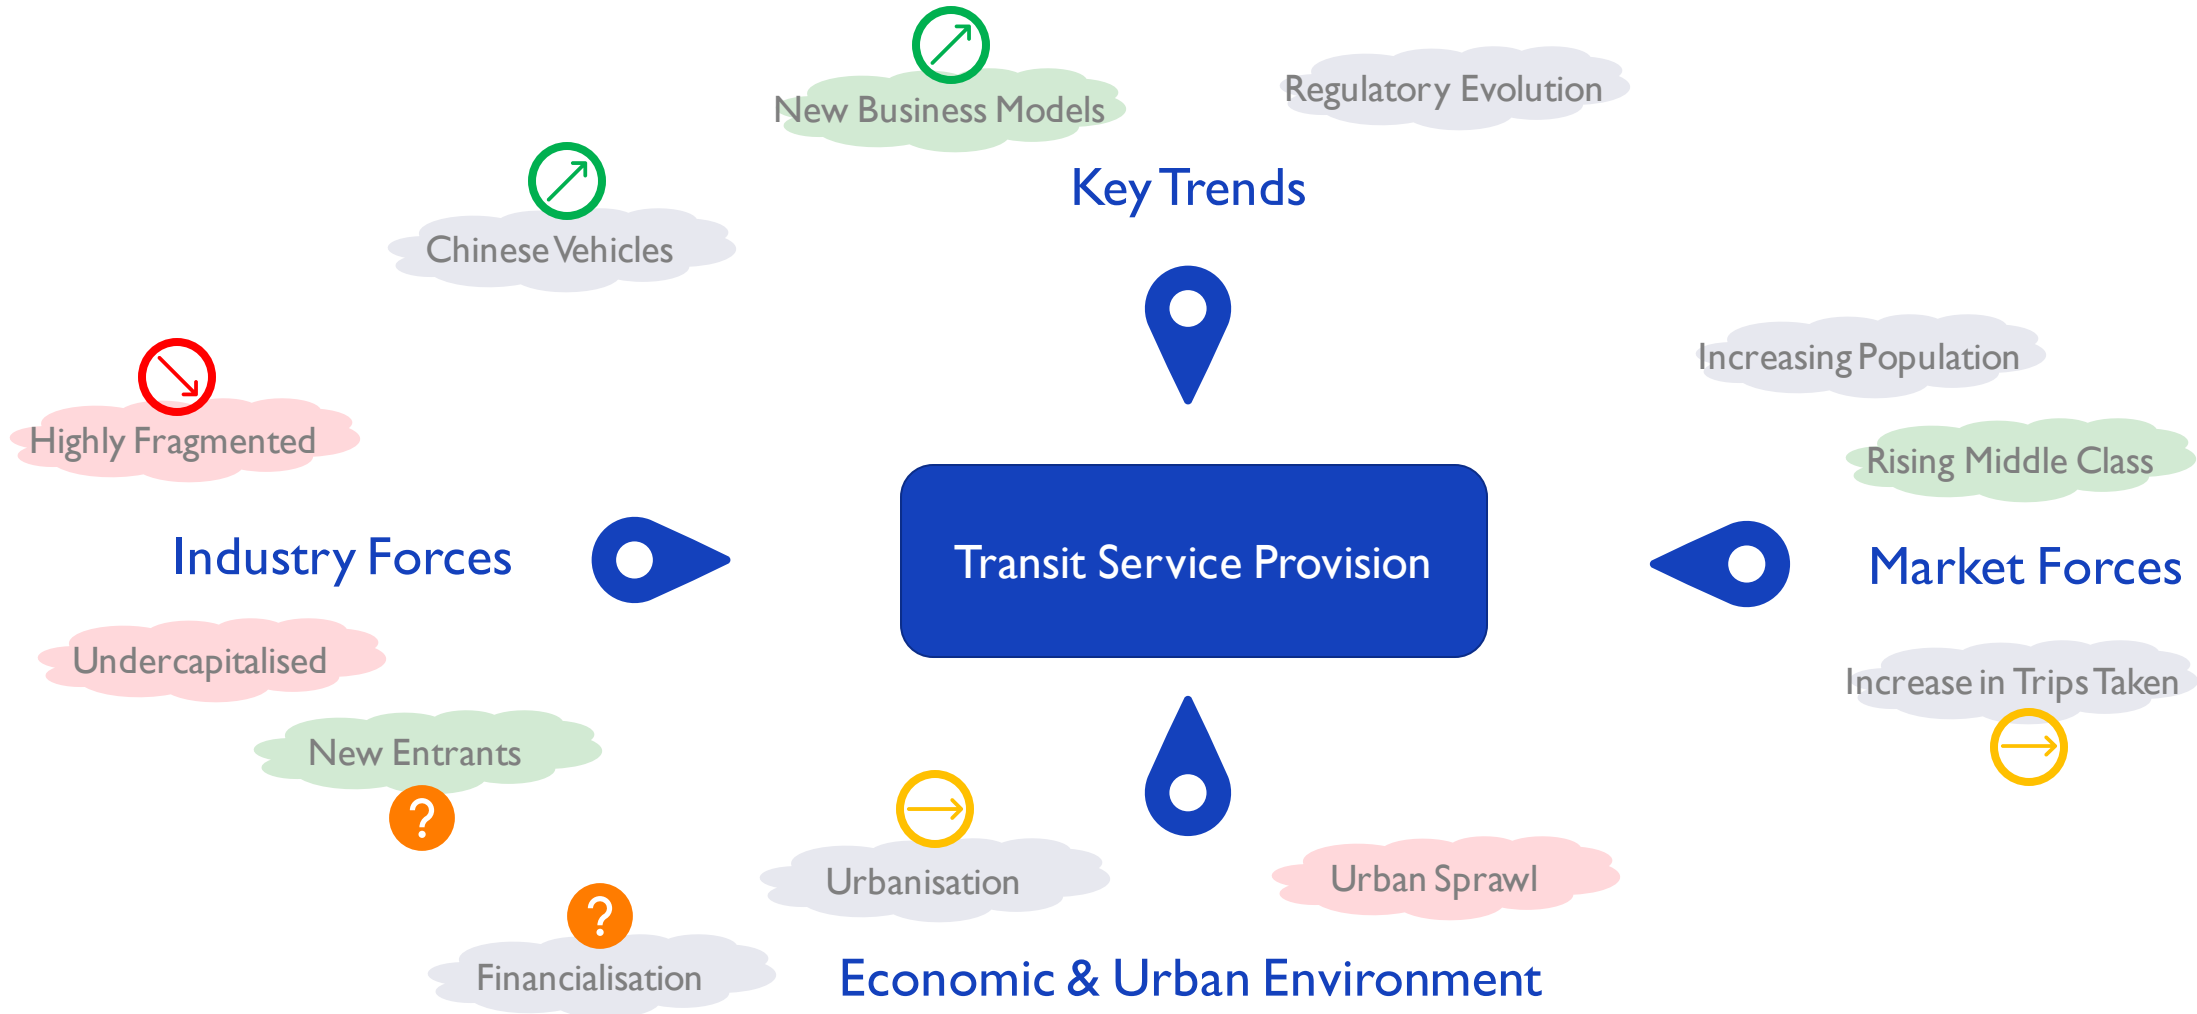 New Business Models
Regulatory Evolution
Key Trends
Chinese Vehicles
Increasing Population
Highly Fragmented
Rising Middle Class
Industry Forces
Transit Service Provision
Market Forces
Undercapitalised
Increase in Trips Taken
New Entrants
?
Urbanisation
Urban Sprawl
?
Financialisation
Economic & Urban Environment